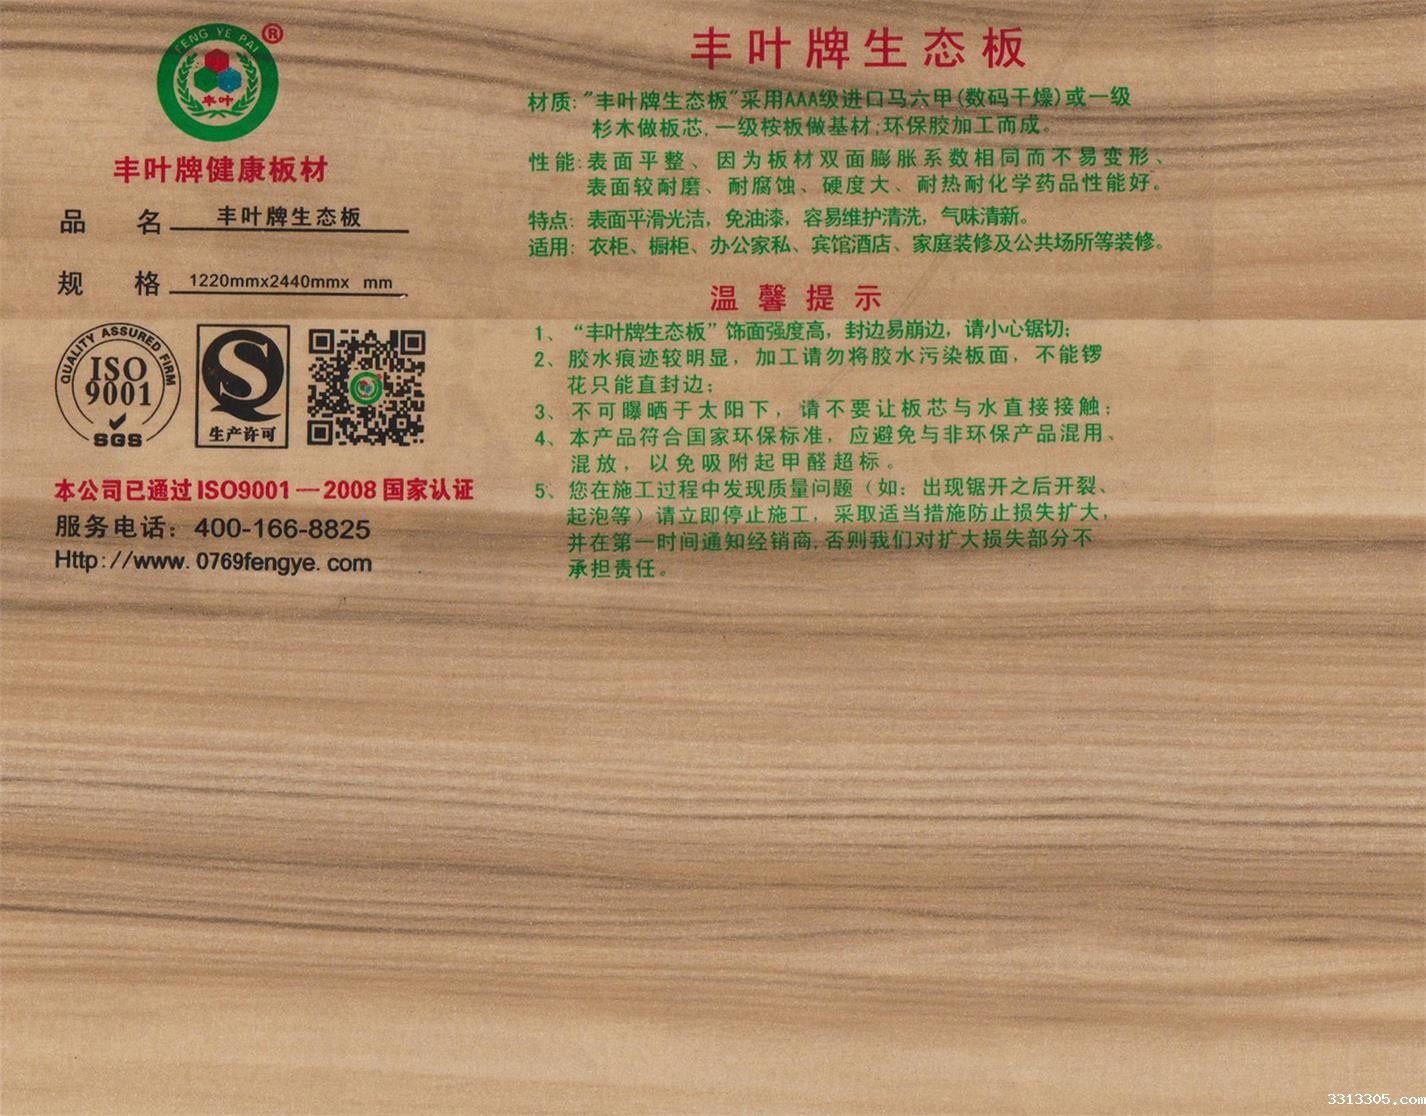 FENG YE PAI
®
丰叶
丰叶牌健康板材
品 名 丰叶牌生态板
规 格 1220mmx2440mmx mm
QUALITY ASSURED FIRM
ISO
9001
SGS
生产许可
本公司已通过ISO9001—2008国家认证
服务电话：400-166-8825
Http://www.0769fengye.com
丰叶牌生态板
材质:"丰叶牌生态板"采用AAA级进口马六甲(数码干燥)或一级
杉木做板芯,一级桉板做基材;环保胶加工而成。
性能:表面平整、因为板材双面膨胀系数相同而不易变形、
表面较耐磨、耐腐蚀、硬度大、耐热耐化学药品性能好。
特点：表面平滑光洁，免油漆，容易维护清洗，气味清新。
适用：衣柜、橱柜、办公家私、宾馆酒店、家庭装修及公共场所等装修。
温馨提示
1、“丰叶牌生态板”饰面强度高，封边易崩边，请小心锯切；
2、胶水痕迹较明显，加工请勿将胶水污染板面，不能锣
花只能直封边；
3、不可曝晒于太阳下，请不要让板芯与水直接接触；
4、本产品符合国家环保标准，应避免与非环保产品混用、
混放，以免吸附起甲醛超标。
5、您在施工过程中发现质量问题（如：出现锯开之后开裂、
起泡等）请立即停止施工，采取适当措施防止损失扩大，
并在第一时间通知经销商,否则我们对扩大损失部分不
承担责任。
3313305.com